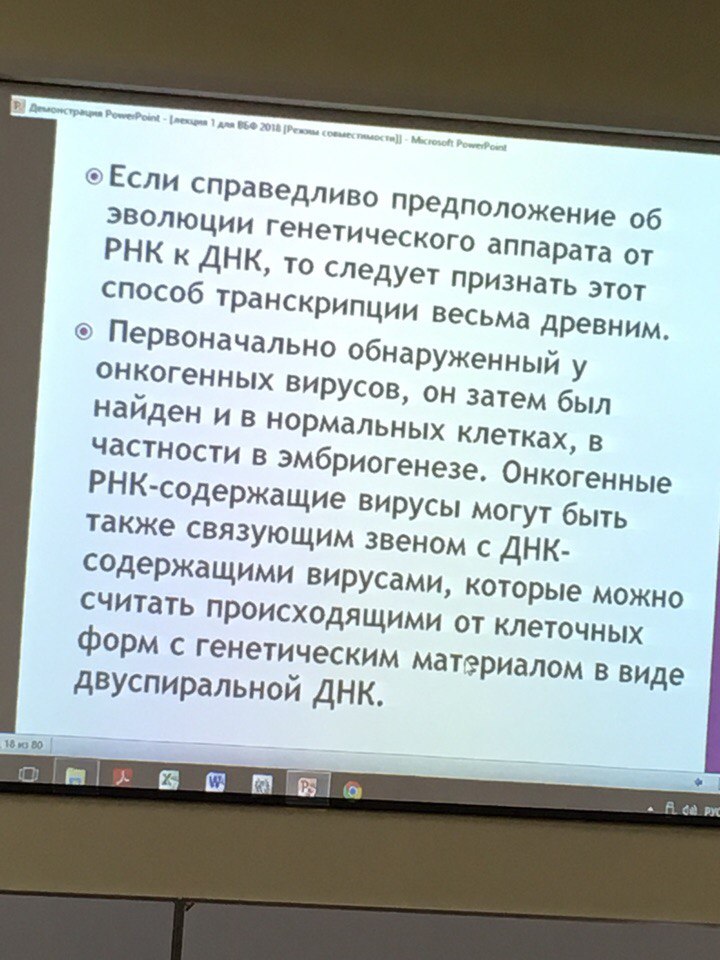 Демонстрация PowerPoint - [лекция 1 для ВБФ 2018 [Режим совместимости]] - Microsoft PowerPoint
Если справедливо предположение об
эволюции генетического аппарата от
РНК к ДНК, то следует признать этот
способ транскрипции весьма древним.
Первоначально обнаруженный у
онкогенных вирусов, он затем был
найден и в нормальных клетках, в
частности в эмбриогенезе. Онкогенные
РНК-содержащие вирусы могут быть
также связующим звеном с ДНК-
содержащими вирусами, которые можно
считать происходящими от клеточных
форм с генетическим материалом в виде
двуспиральной ДНК.
18 из 80
РУС